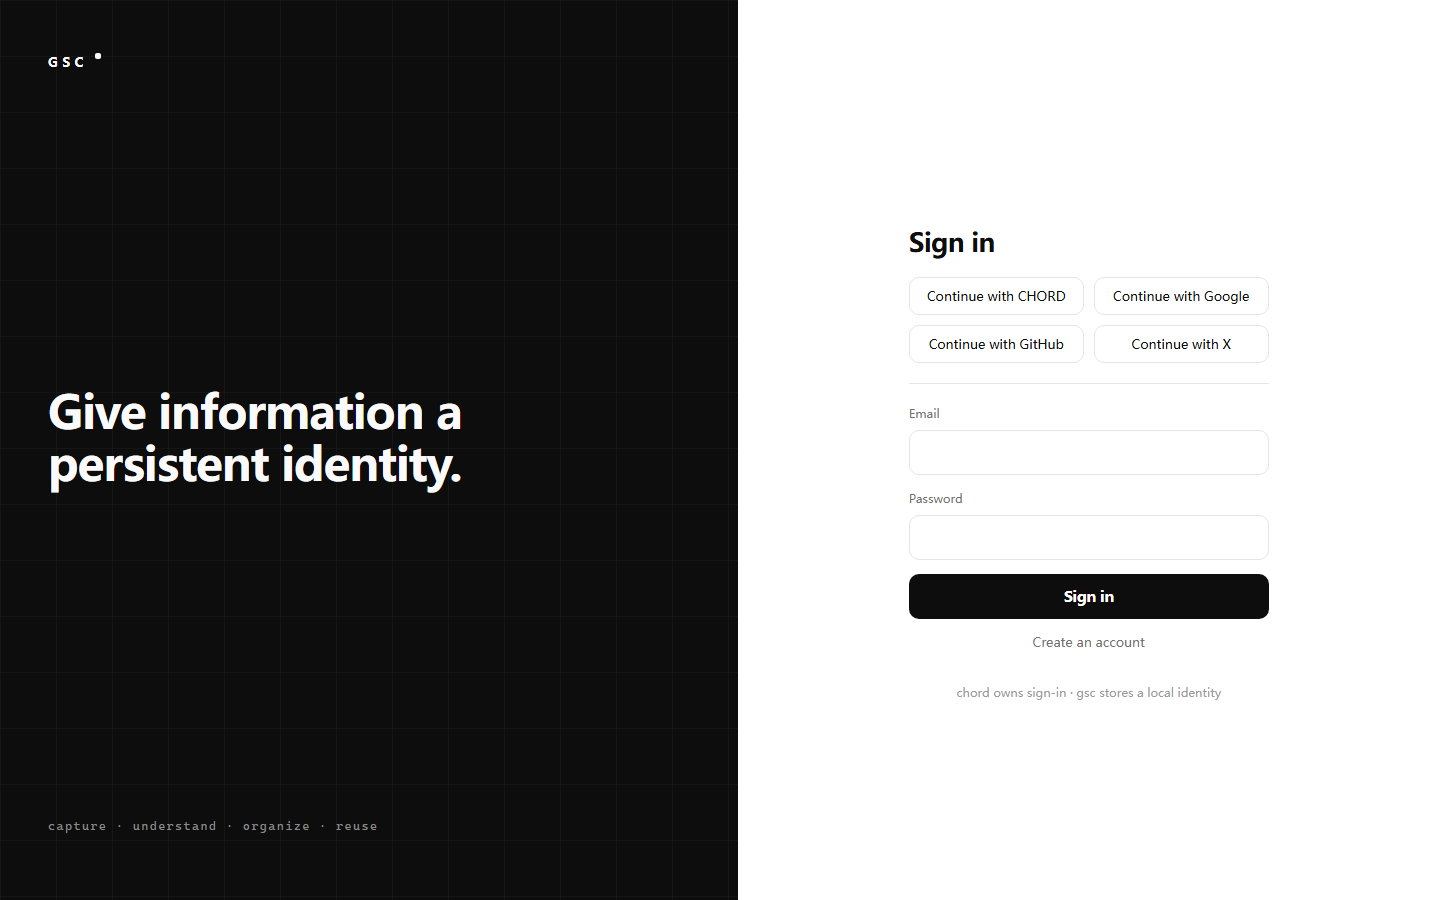 GSC
Give information a
persistent identity.
capture · understand · organize · reuse
Sign in
Continue with CHORD
Continue with Google
Continue with GitHub
Continue with X
Email
Password
Sign in
Create an account
chord owns sign-in · gsc stores a local identity